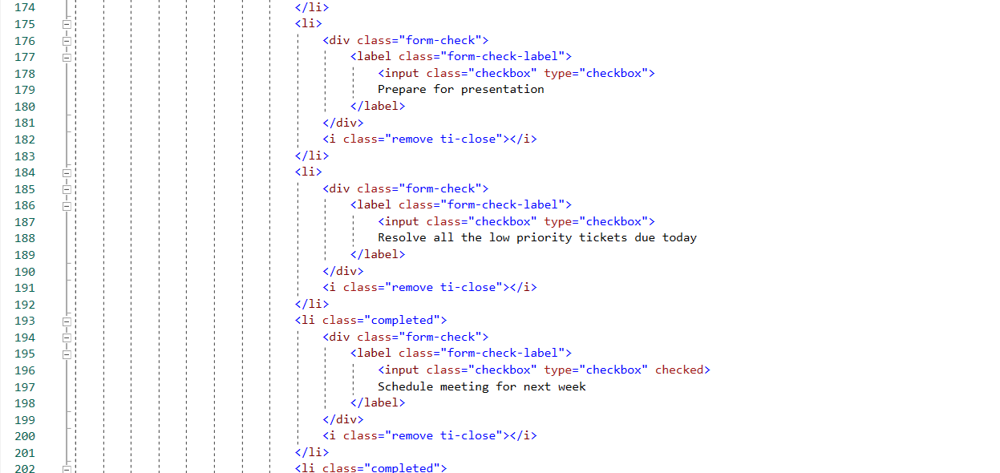 174 </li>
175 <li>
176 <div class="form-check">
177 <label class="form-check-label">
178 <input class="checkbox" type="checkbox">
179 Prepare for presentation
180 </label>
181 </div>
182 <i class="remove ti-close"></i>
183 </li>
184 <li>
185 <div class="form-check">
186 <label class="form-check-label">
187 <input class="checkbox" type="checkbox">
188 Resolve all the low priority tickets due today
189 </label>
190 </div>
191 <i class="remove ti-close"></i>
192 </li>
193 <li class="completed">
194 <div class="form-check">
195 <label class="form-check-label">
196 <input class="checkbox" type="checkbox" checked>
197 Schedule meeting for next week
198 </label>
199 </div>
200 <i class="remove ti-close"></i>
201 </li>
202 <li class="completed">